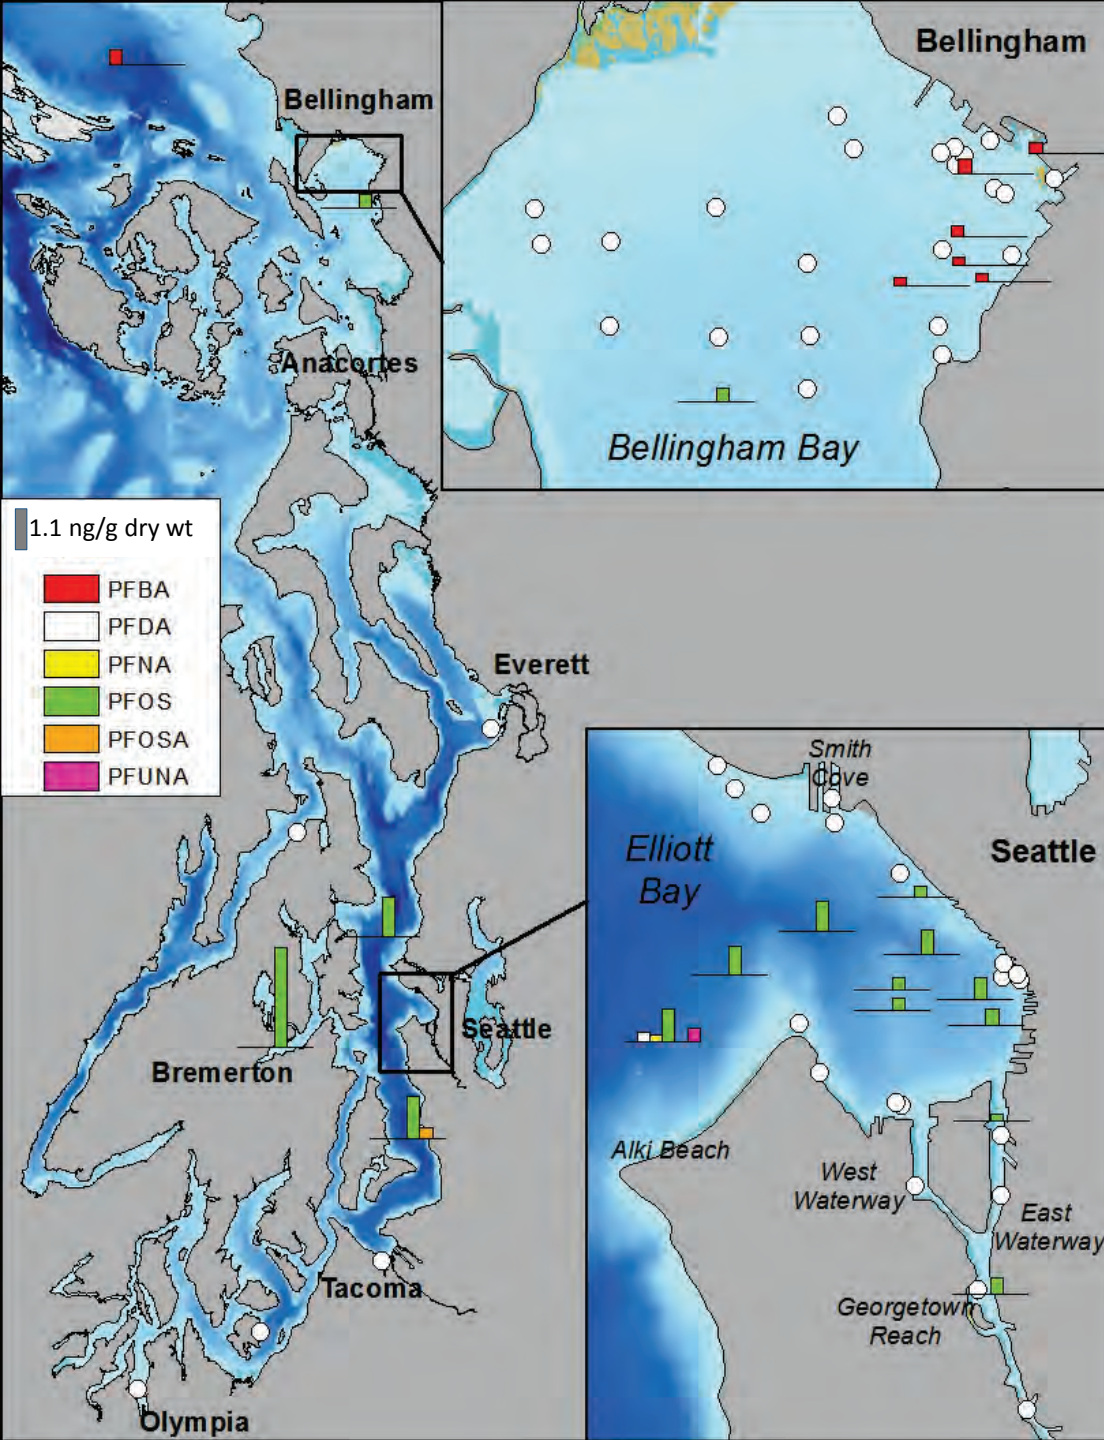 Bellingham
Bellingham
Anacortes
Bellingham Bay
1.1 ng/g dry wt
PFBA
PFDA
PFNA
PFOS
PFOSA
PFUNA
Everett
Smith
Cove
Elliott
Bay
Seattle
Seattle
Bremerton
Alki Beach
West
Waterway
East
Waterway
Tacoma
Georgetown
Reach
Olympia